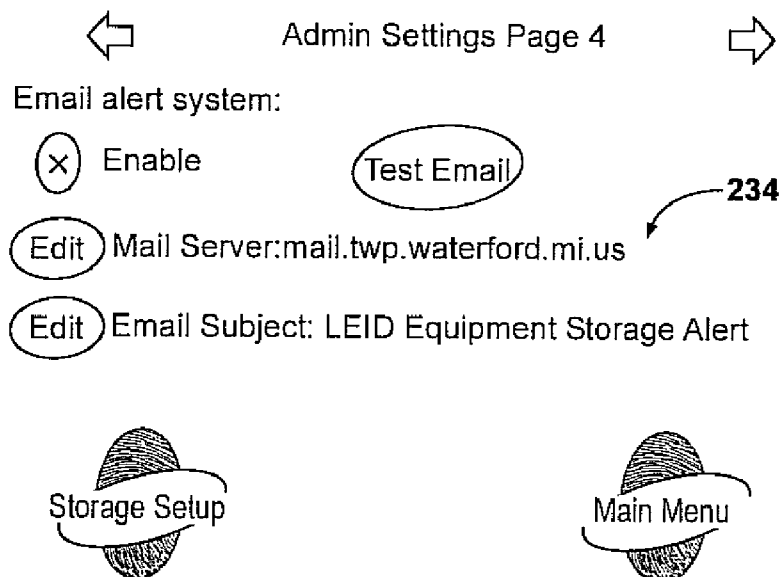 Admin Settings Page 4
Email alert system:
× Enable
Test Email
234
Edit Mail Server:mail.twp.waterford.mi.us
Edit Email Subject: LEID Equipment Storage Alert
Storage Setup
Main Menu